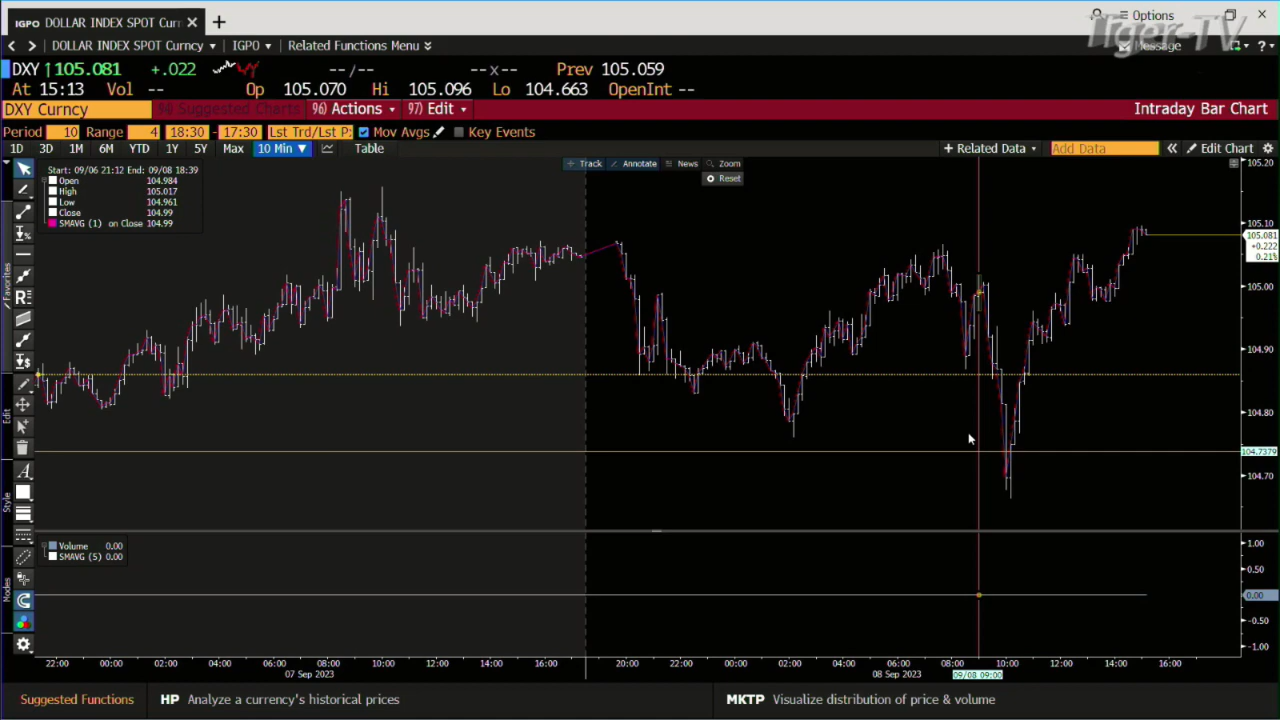 IGPO DOLLAR INDEX SPOT Curr
Options
Tiger-TV
DOLLAR INDEX SPOT Curncy
IGPO
Related Functions Menu
Message
DXY ↑105.081 +.022 --/-- --x-- Prev 105.059
At 15:13 Vol -- Op 105.070 Hi 105.096 Lo 104.663 OpenInt --
DXY Curncy
98) Suggested Charts
96) Actions
97) Edit
Intraday Bar Chart
Period 10 Range 4 18:30 - 17:30 Lst Trd/Lst P: Mov Avgs Key Events
1D 3D 1M 6M YTD 1Y 5Y Max 10 Min ▼ Table
+ Related Data
Add Data
« Edit Chart
Track Annotate News Zoom
Reset
Start: 09/06 21:12 End: 09/08 18:39
Open 104.984
High 105.017
Low 104.961
Close 104.99
SMAVG (1) on Close 104.99
105.20
105.10
105.081
+0.222
0.21%
105.00
104.90
104.80
104.7379
104.70
Favorites
Edit
Style
Modes
Volume 0.00
SMAVG (5) 0.00
1.00
0.50
0.00
-0.50
-1.00
22:00 00:00 02:00 04:00 06:00 08:00 10:00 12:00 14:00 16:00 20:00 22:00 00:00 02:00 04:00 06:00 08:00 10:00 12:00 14:00 16:00
07 Sep 2023 08 Sep 2023 09/08 09:00
Suggested Functions HP Analyze a currency's historical prices MKTP Visualize distribution of price & volume